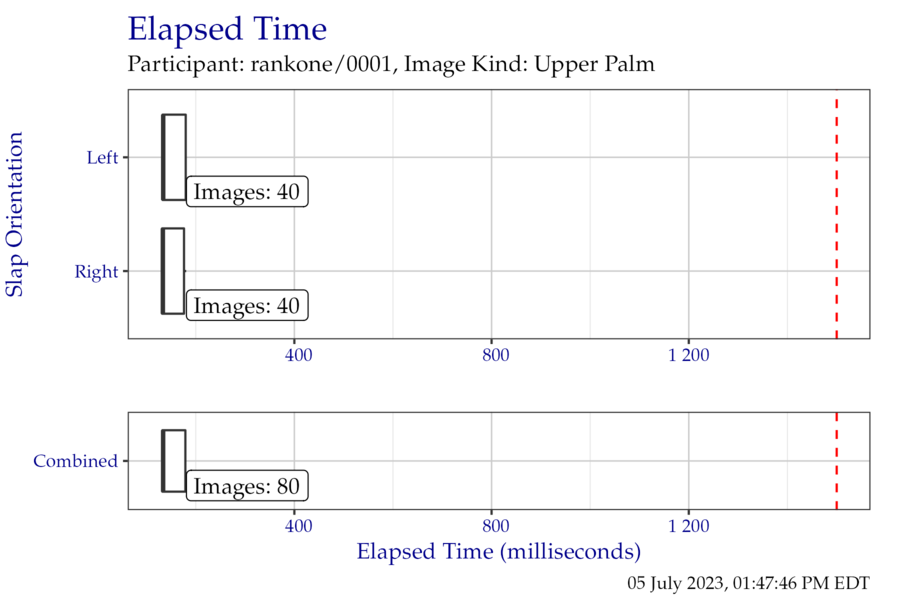 Elapsed Time
Participant: rankone/0001, Image Kind: Upper Palm
Slap Orientation
Left
Images: 40
Right
Images: 40
400 800 1 200
Combined
Images: 80
400 800 1 200
Elapsed Time (milliseconds)
05 July 2023, 01:47:46 PM EDT